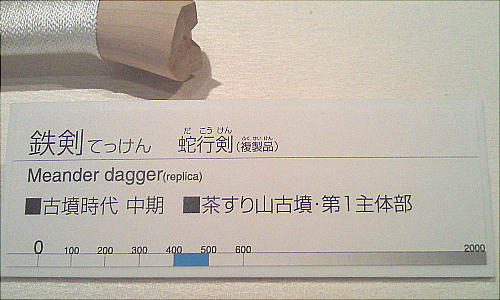 鉄剣てっけん 蛇行剣(複製品)
だ こう けん ふく せい ひん
Meander dagger(replica)
■古墳時代 中期 ■茶すり山古墳・第1主体部
0 100 200 300 400 500 600 2000